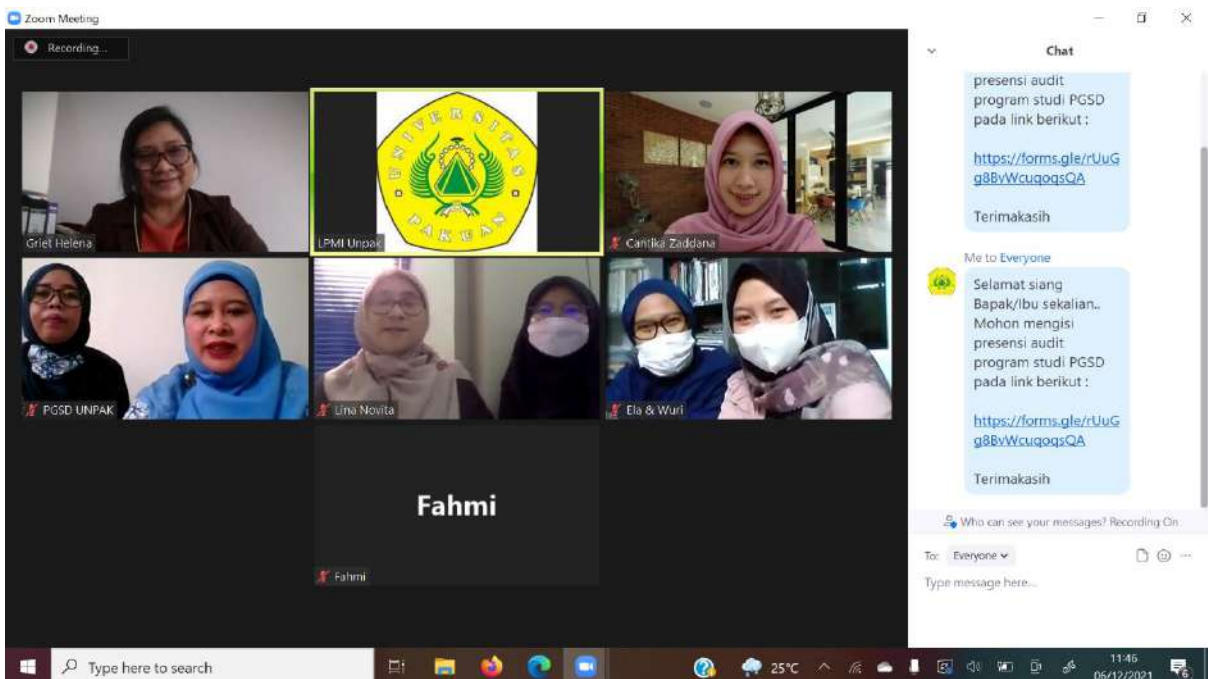 Zoom Meeting
Recording...
Chat
presensi audit
program studi PGSD
pada link berikut :
https://forms.gle/rUuG
g8BvWcuqoqsQA
Terimakasih
Me to Everyone
Selamat siang
Bapak/Ibu sekalian..
Mohon mengisi
presensi audit
program studi PGSD
pada link berikut :
https://forms.gle/rUuG
g8BvWcuqoqsQA
Terimakasih
Who can see your messages? Recording On
To: Everyone
Type message here...
Griet Helena
UNIVERSITAS
PAKUAN
LPMI Unpak
Cantika Zaddana
PGSD UNPAK
Lina Novita
Ela & Wuri
Fahmi
Fahmi
Type here to search
25°C
11:46
06/12/2021
6